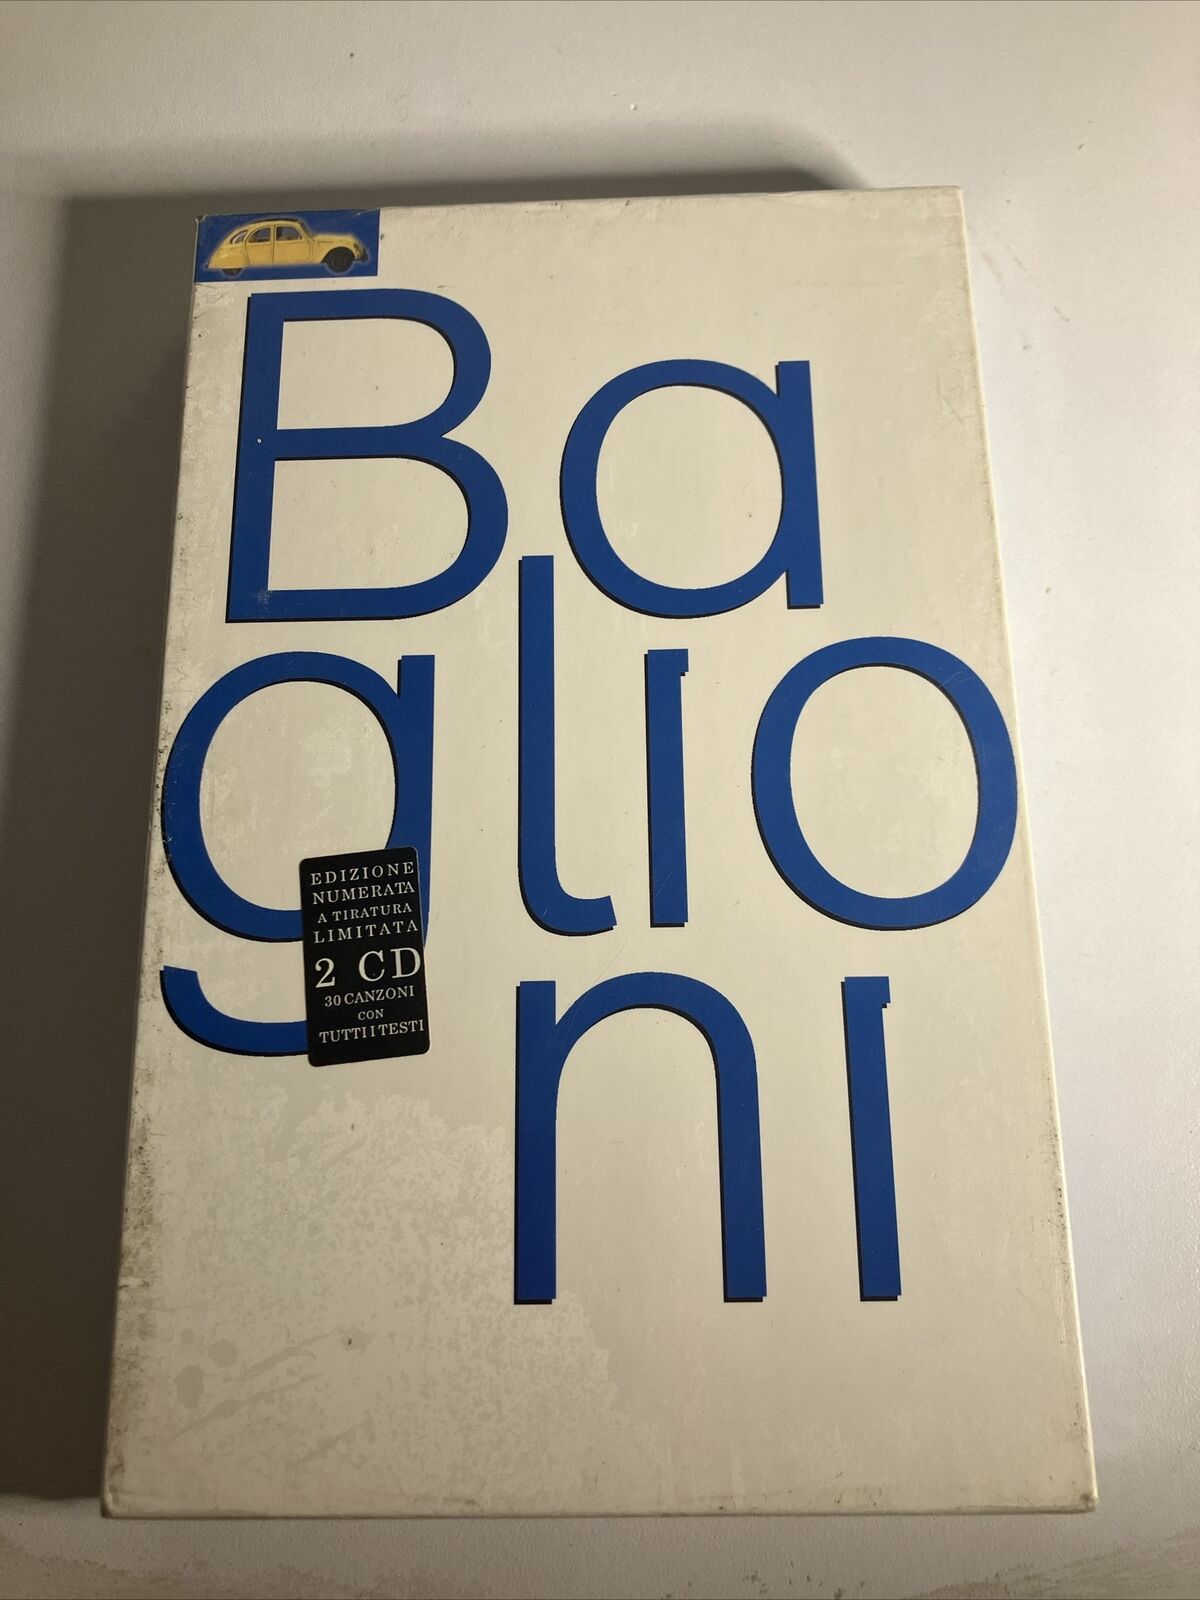 Ba
glio
ni
EDIZIONE
NUMERATA
A TIRATURA
LIMITATA
2 CD
30 CANZONI
CON
TUTTI I TESTI